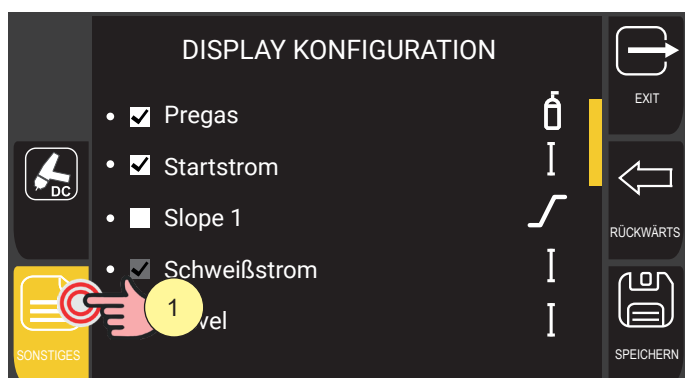 DISPLAY KONFIGURATION
EXIT
Pregas
Startstrom
DC
Slope 1
RÜCKWÄRTS
Schweißstrom
1
vel
SONSTIGES
SPEICHERN